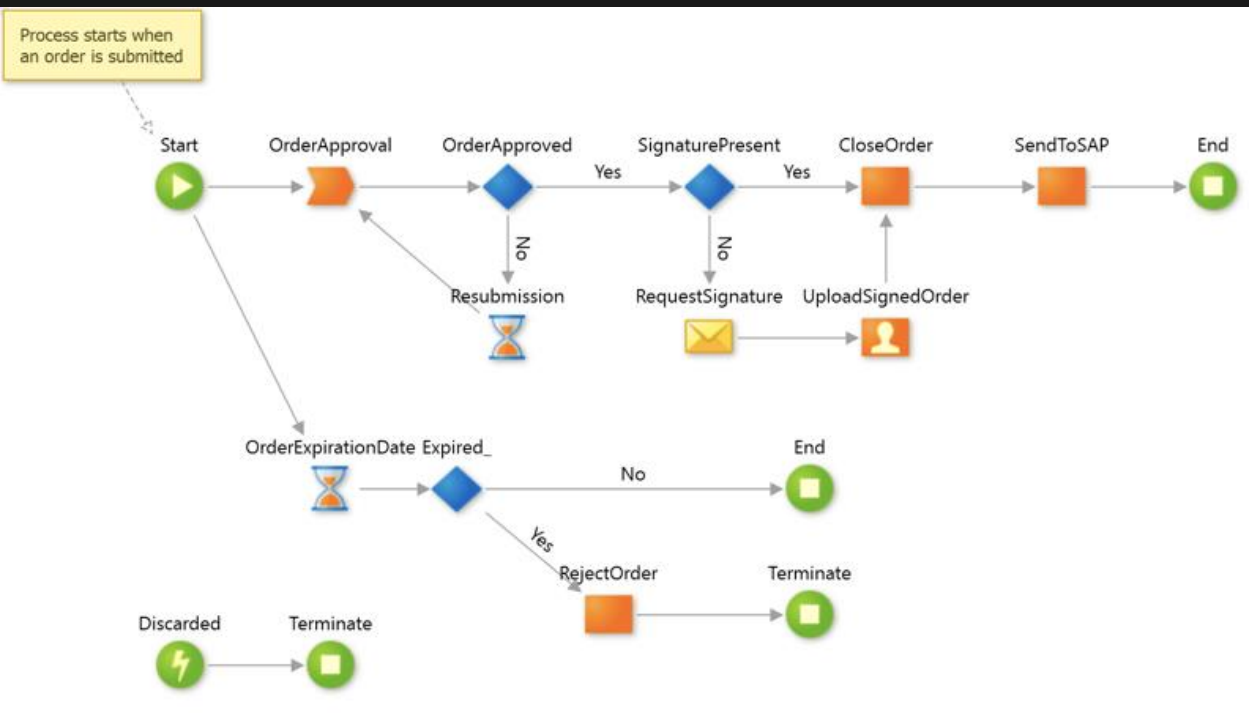 Process starts when
an order is submitted
Start
OrderApproval
OrderApproved
SignaturePresent
CloseOrder
SendToSAP
End
Yes
Yes
No
No
Resubmission
RequestSignature
UploadSignedOrder
OrderExpirationDate
Expired_
End
No
Yes
RejectOrder
Terminate
Discarded
Terminate